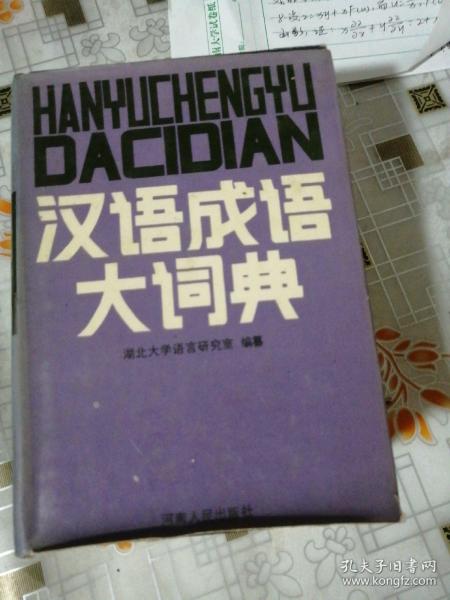 HANYUCHENGYU
DACIDIAN
汉语成语
大词典
湖北大学语言研究室 编纂
河南人民出版社
孔夫子旧书网
www.kongfz.com